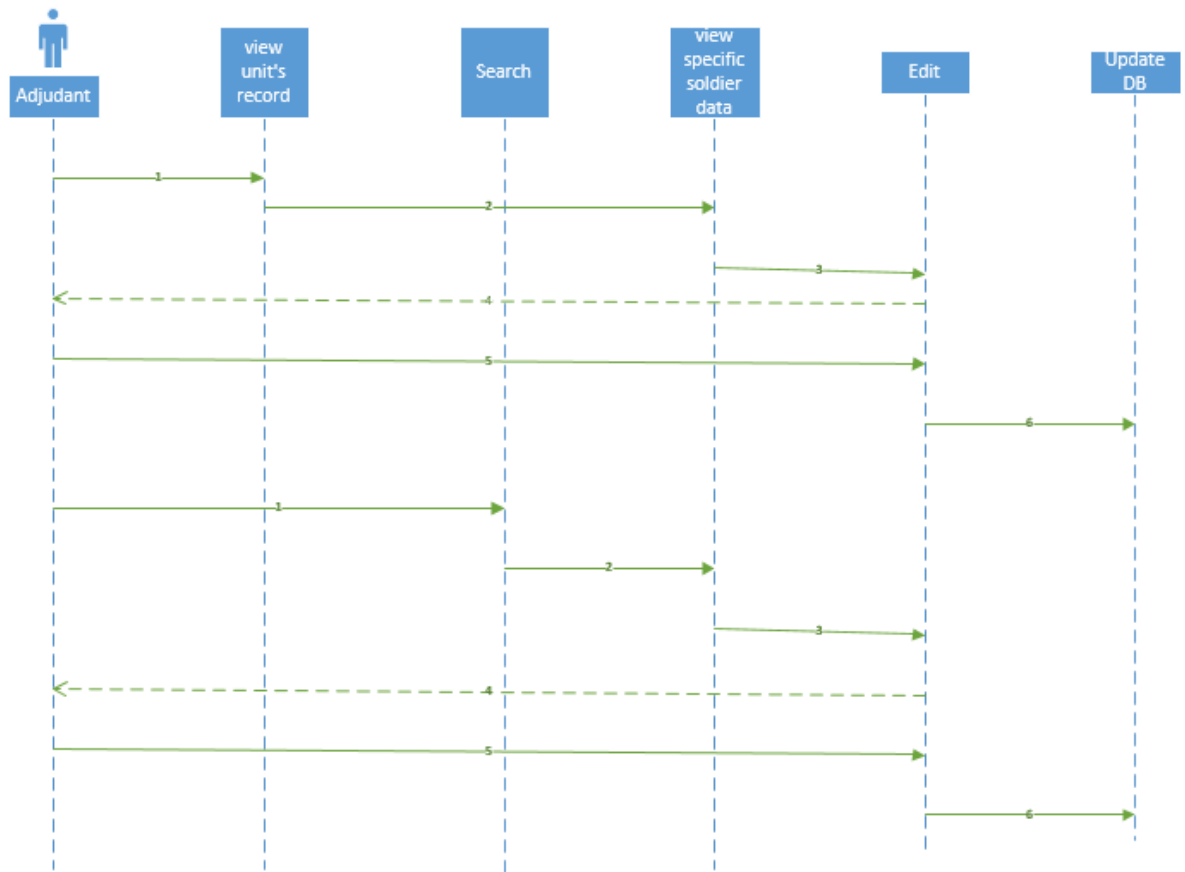 view
unit's
record
Search
view
specific
soldier
data
Edit
Update
DB
Adjudant
1
2
3
4
5
6
1
2
3
4
5
6